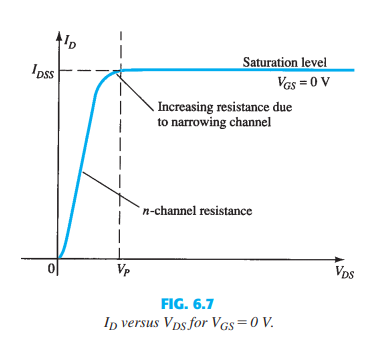 I_D
Saturation level
I_DSS
V_GS = 0 V
Increasing resistance due
to narrowing channel
n-channel resistance
0
V_P
V_DS
FIG. 6.7
I_D versus V_DS for V_GS = 0 V.